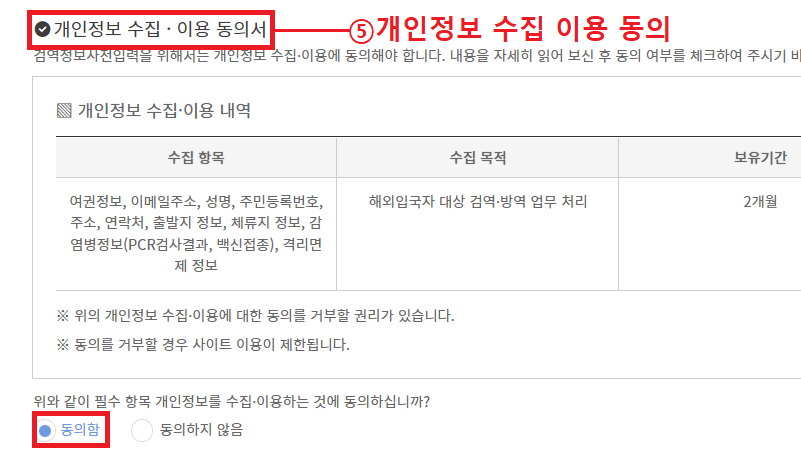 개인정보 수집 · 이용 동의서
⑤개인정보 수집 이용 동의
검역정보사전입력을 위해서는 개인정보 수집·이용에 동의해야 합니다. 내용을 자세히 읽어 보신 후 동의 여부를 체크하여 주시기 바
개인정보 수집·이용 내역
수집 항목 수집 목적 보유기간
여권정보, 이메일주소, 성명, 주민등록번호,
주소, 연락처, 출발지 정보, 체류지 정보, 감
염병정보(PCR검사결과, 백신접종), 격리면
제 정보
해외입국자 대상 검역·방역 업무 처리
2개월
※ 위의 개인정보 수집·이용에 대한 동의를 거부할 권리가 있습니다.
※ 동의를 거부할 경우 사이트 이용이 제한됩니다.
위와 같이 필수 항목 개인정보를 수집·이용하는 것에 동의하십니까?
동의함 동의하지 않음